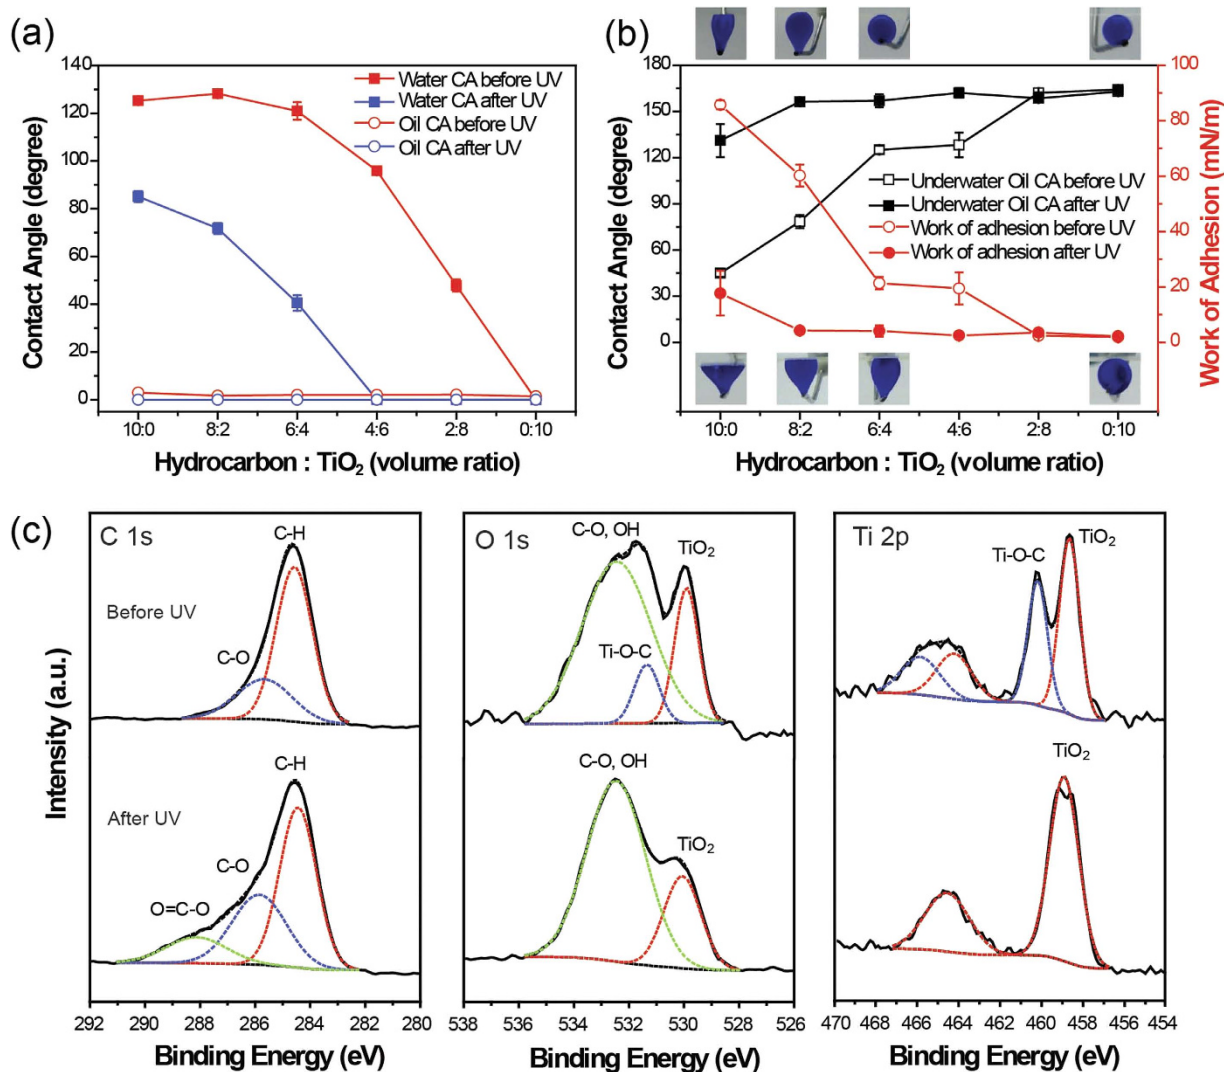 (a)
140
120
100
80
60
40
20
0
Contact Angle (degree)
Water CA before UV
Water CA after UV
Oil CA before UV
Oil CA after UV
10:0 8:2 6:4 4:6 2:8 0:10
Hydrocarbon : TiO₂ (volume ratio)
(b)
180
150
120
90
60
30
0
Contact Angle (degree)
Underwater Oil CA before UV
Underwater Oil CA after UV
Work of adhesion before UV
Work of adhesion after UV
100
80
60
40
20
0
Work of Adhesion (mN/m)
10:0 8:2 6:4 4:6 2:8 0:10
Hydrocarbon : TiO₂ (volume ratio)
(c)
Intensity (a.u.)
C 1s
C-H
Before UV
C-O
C-H
After UV
C-O
O=C-O
292 290 288 286 284 282 280
Binding Energy (eV)
O 1s
C-O, OH
TiO₂
Ti-O-C
C-O, OH
TiO₂
538 536 534 532 530 528 526
Binding Energy (eV)
Ti 2p
TiO₂
Ti-O-C
TiO₂
470 468 466 464 462 460 458 456 454
Binding Energy (eV)